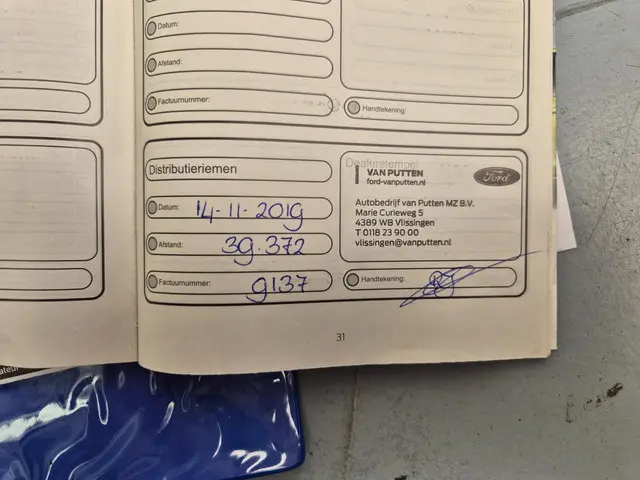 Datum:
Afstand:
Factuurnummer:
Handtekening:
Distributieriemen
Dealerstempel
VAN PUTTEN
ford-vanputten.nl
Ford
Datum: 14-11-2019
Autobedrijf van Putten MZ B.V.
Marie Curieweg 5
4389 WB Vlissingen
T 0118 23 90 00
vlissingen@vanputten.nl
Afstand: 39.372
Factuurnummer: 9137
Handtekening:
31